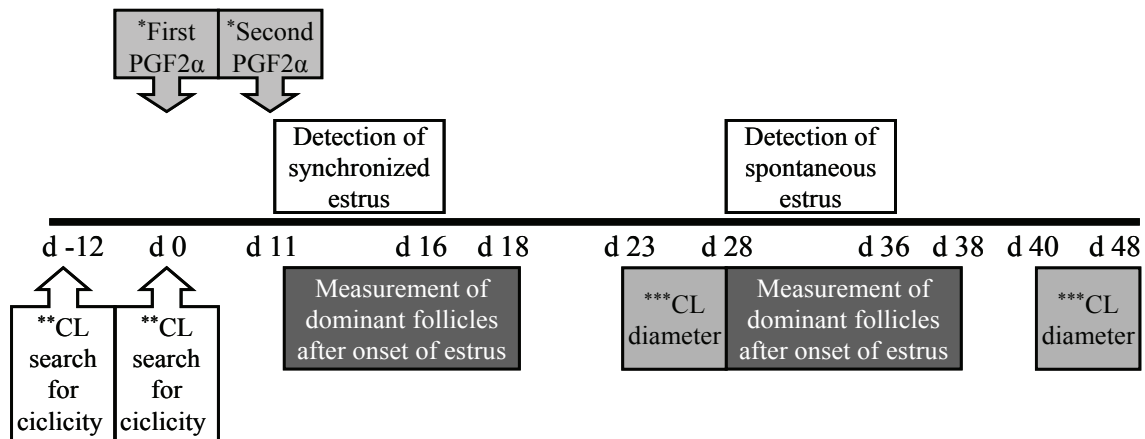 *First
PGF2α
*Second
PGF2α
Detection of
synchronized
estrus
Detection of
spontaneous
estrus
d -12 d 0 d 11 d 16 d 18 d 23 d 28 d 36 d 38 d 40 d 48
**CL
search
for
ciclicity
**CL
search
for
ciclicity
Measurement of
dominant follicles
after onset of estrus
***CL
diameter
Measurement of
dominant follicles
after onset of estrus
***CL
diameter